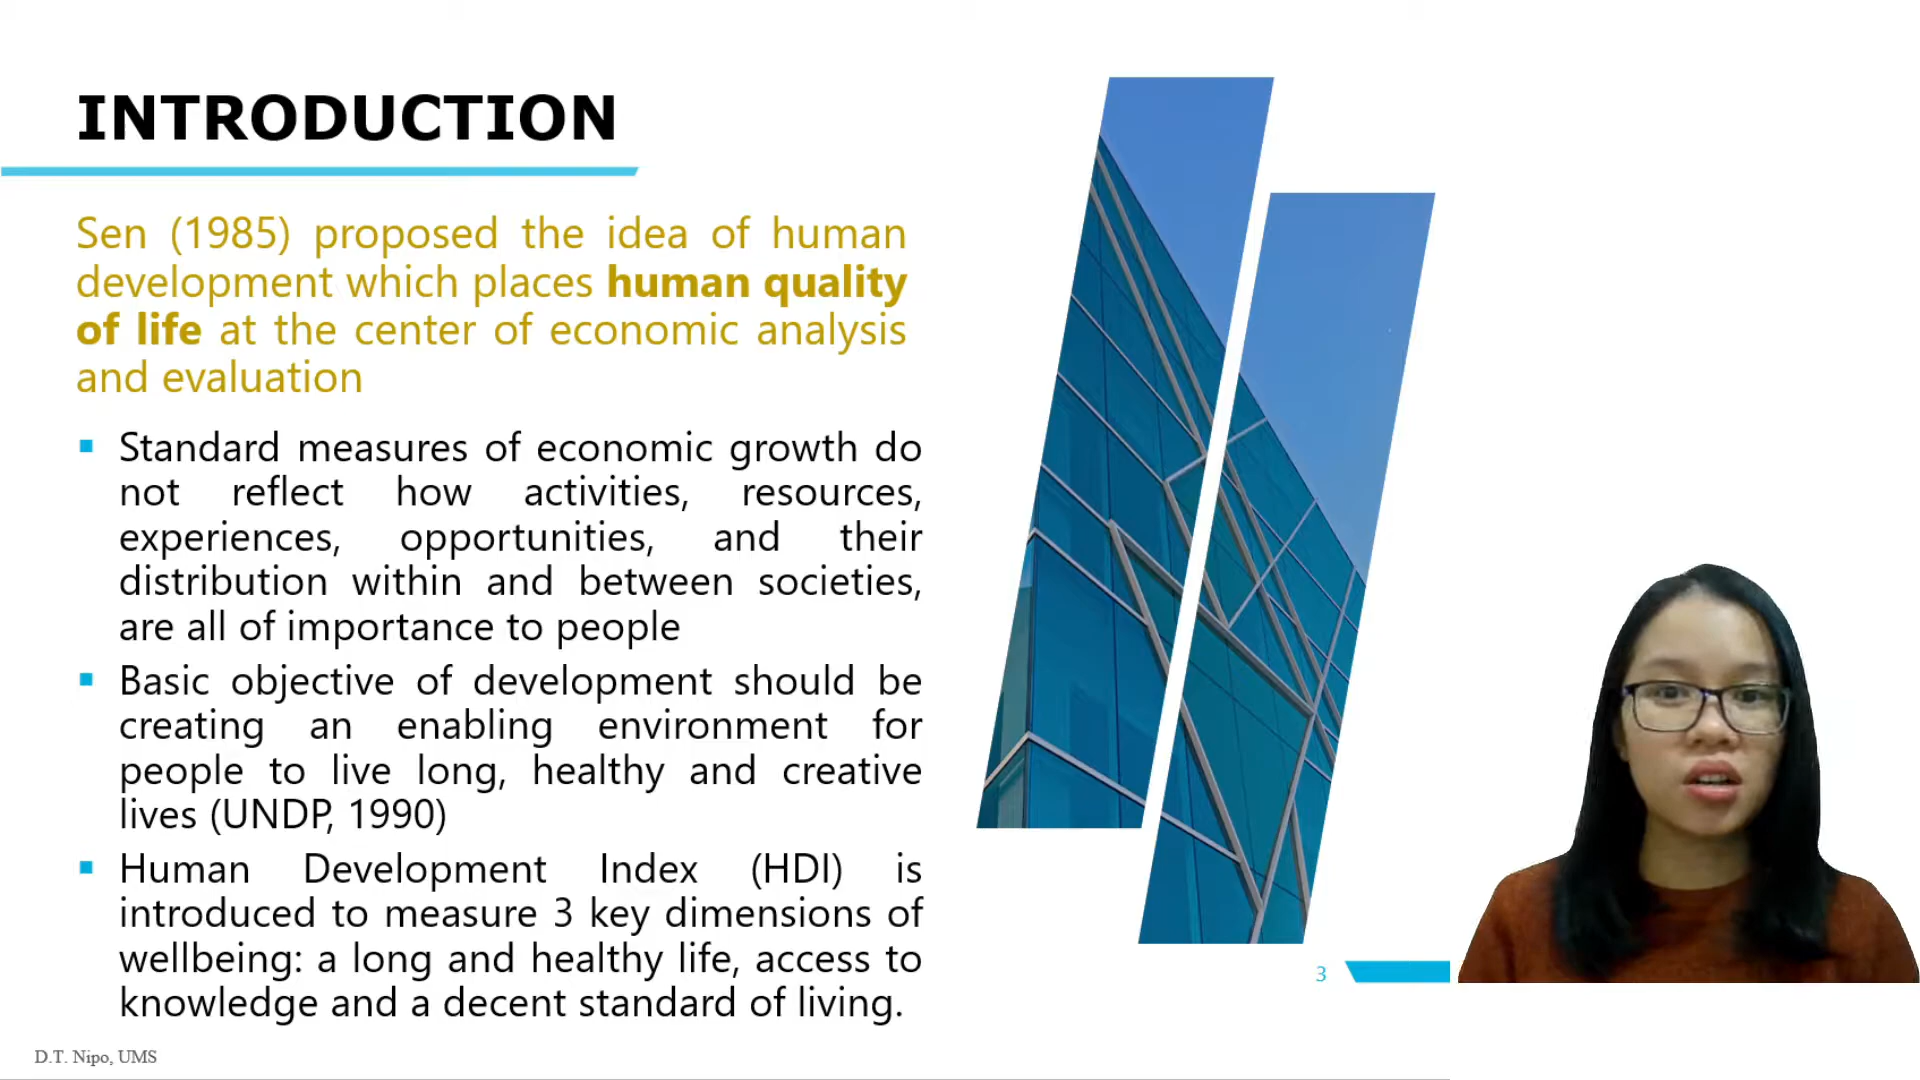 INTRODUCTION
Sen (1985) proposed the idea of human
development which places human quality
of life at the center of economic analysis
and evaluation
▪ Standard measures of economic growth do
not reflect how activities, resources,
experiences, opportunities, and their
distribution within and between societies,
are all of importance to people
▪ Basic objective of development should be
creating an enabling environment for
people to live long, healthy and creative
lives (UNDP, 1990)
▪ Human Development Index (HDI) is
introduced to measure 3 key dimensions of
wellbeing: a long and healthy life, access to
knowledge and a decent standard of living.
3
D.T. Nipo, UMS